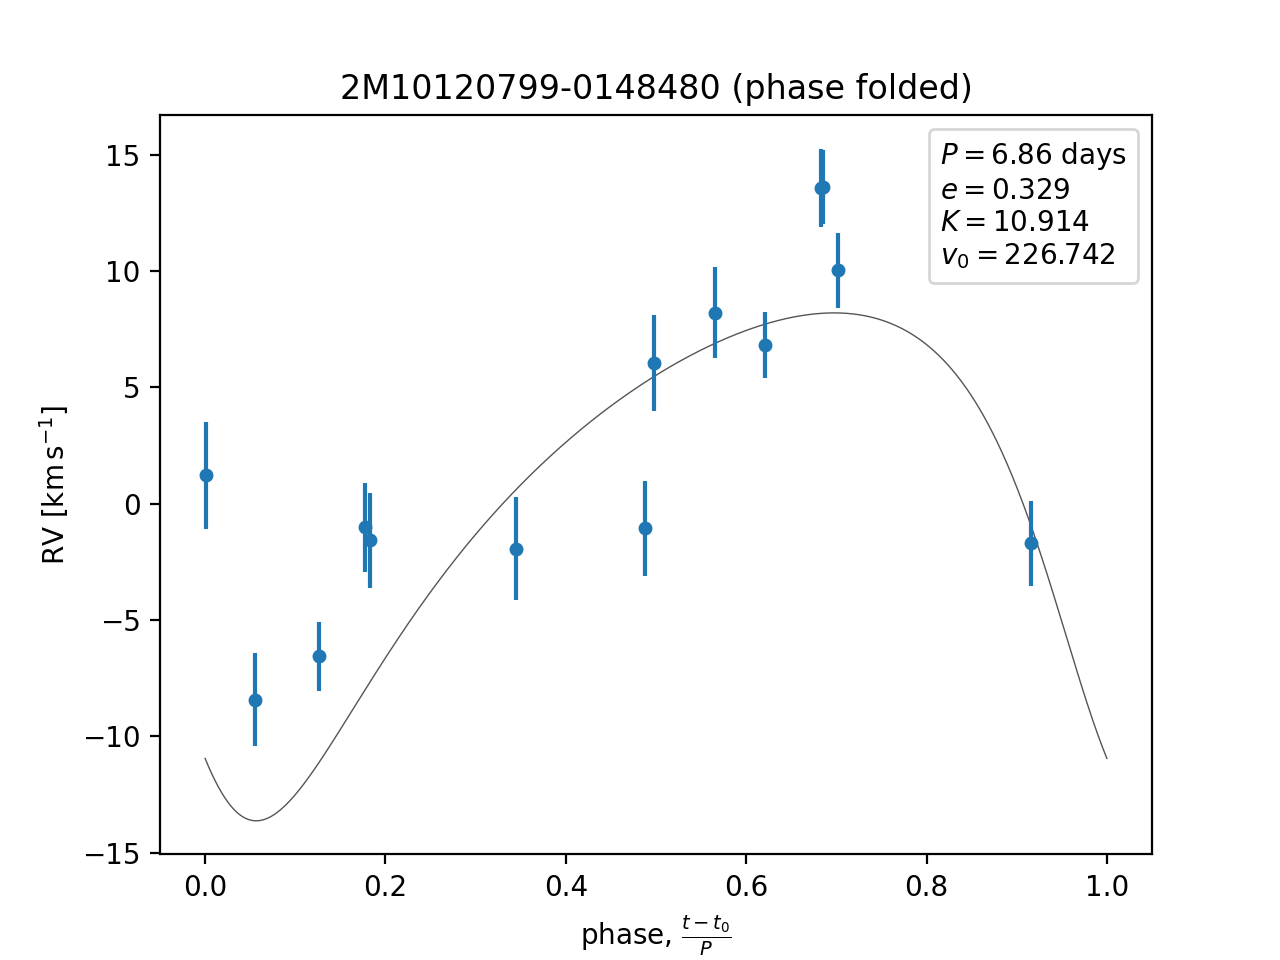 2M10120799-0148480 (phase folded)
P = 6.86 days
e = 0.329
K = 10.914
v₀ = 226.742
RV [km s⁻¹]
15
10
5
0
−5
−10
−15
0.0 0.2 0.4 0.6 0.8 1.0
phase, (t − t₀)/P